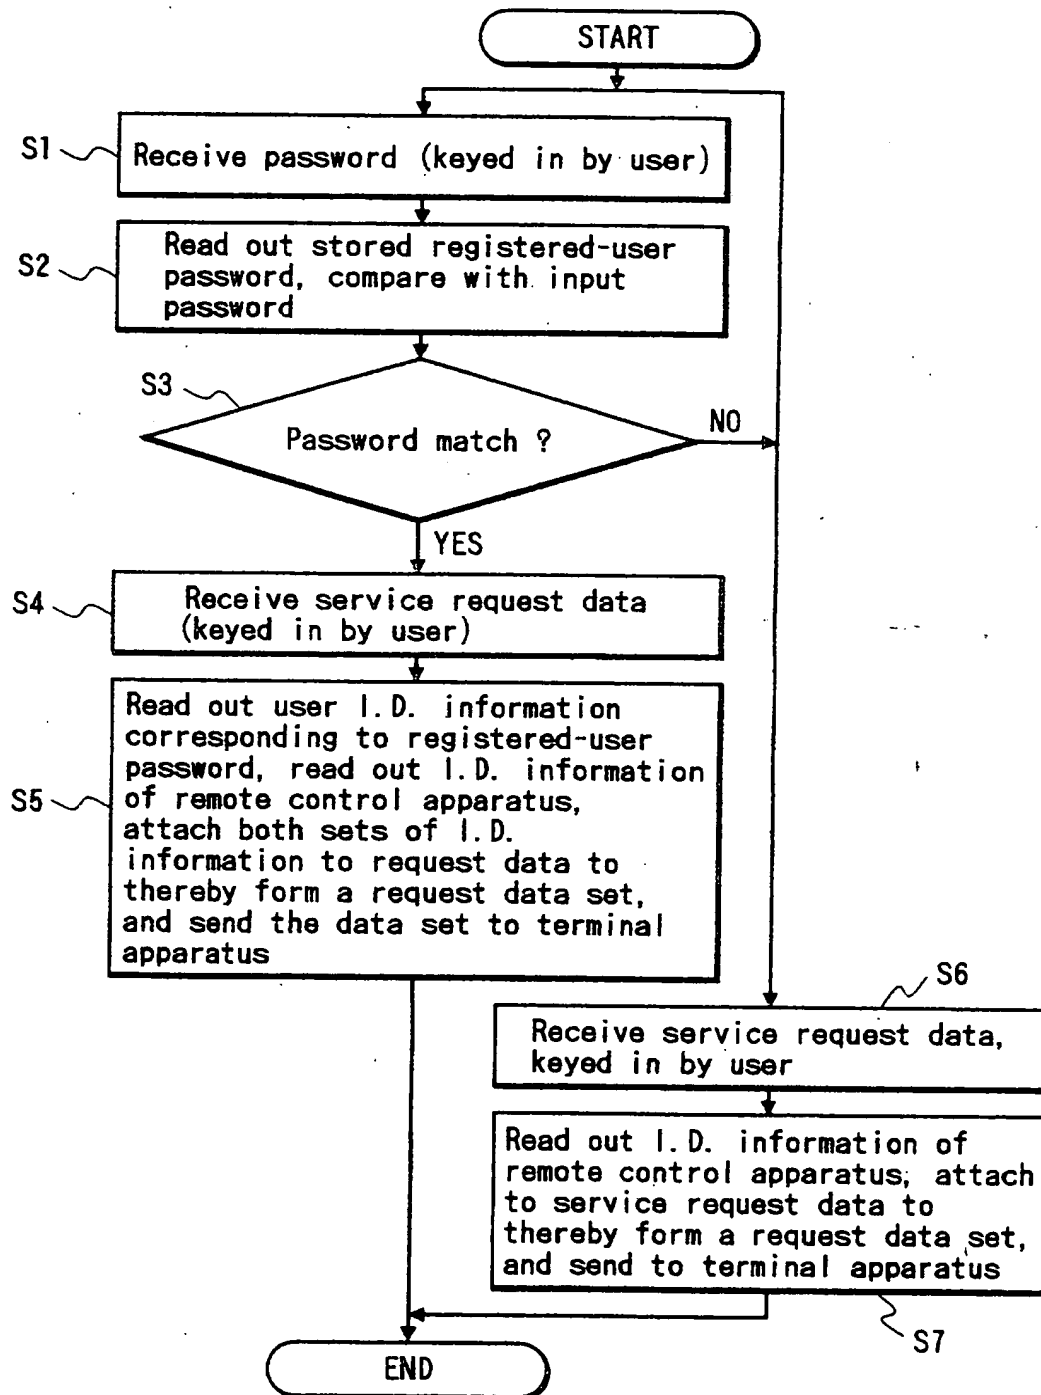 START
S1
Receive password (keyed in by user)
S2
Read out stored registered-user
password, compare with input
password
S3
Password match ?
NO
YES
S4
Receive service request data
(keyed in by user)
S5
Read out user I.D. information
corresponding to registered-user
password, read out I.D. information
of remote control apparatus,
attach both sets of I.D.
information to request data to
thereby form a request data set,
and send the data set to terminal
apparatus
S6
Receive service request data,
keyed in by user
Read out I.D. information of
remote control apparatus, attach
to service request data to
thereby form a request data set,
and send to terminal apparatus
S7
END